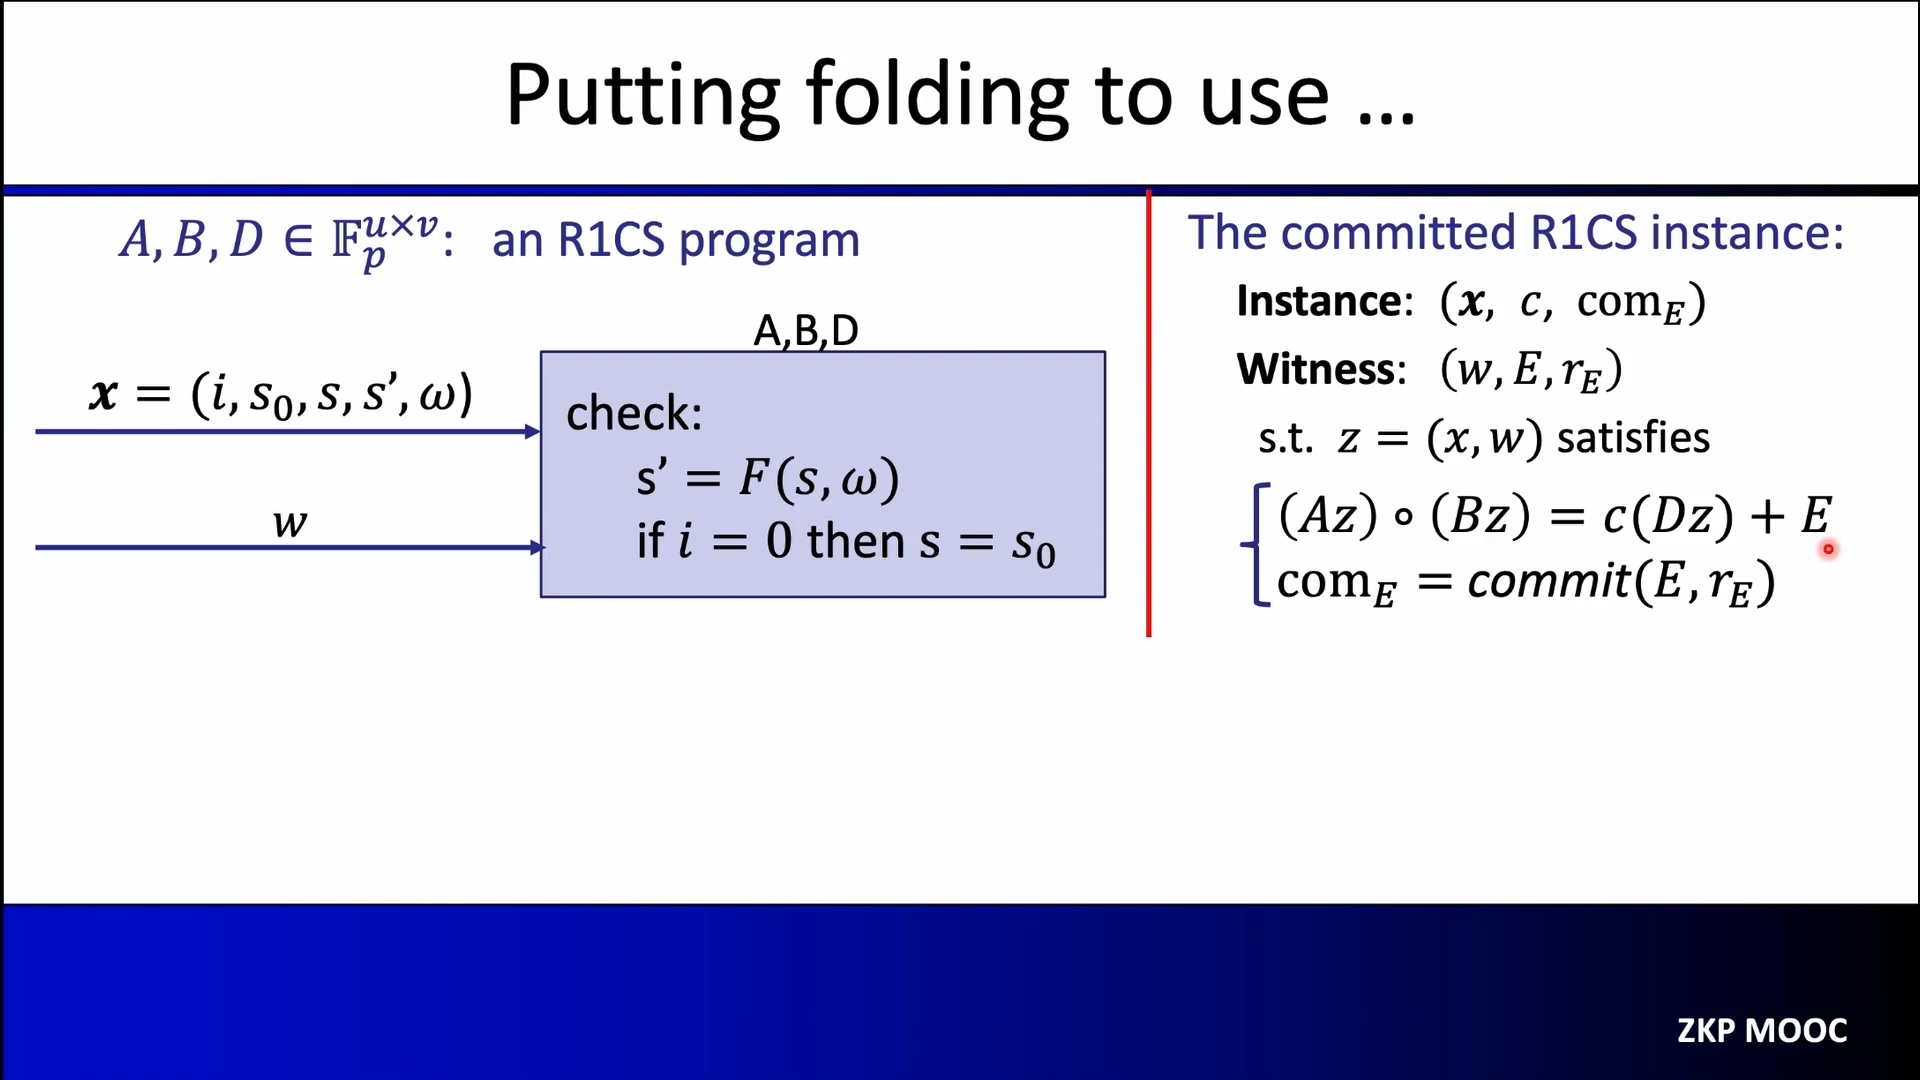 Putting folding to use ...
A, B, D ∈ 𝔽ₚᵘˣᵛ: an R1CS program
A,B,D
𝒙 = (i, s₀, s, s’, ω)
w
check:
s’ = F(s, ω)
if i = 0 then s = s₀
The committed R1CS instance:
Instance: (𝒙, c, com_E)
Witness: (w, E, r_E)
s.t. z = (x, w) satisfies
(Az) ∘ (Bz) = c(Dz) + E
com_E = commit(E, r_E)
ZKP MOOC